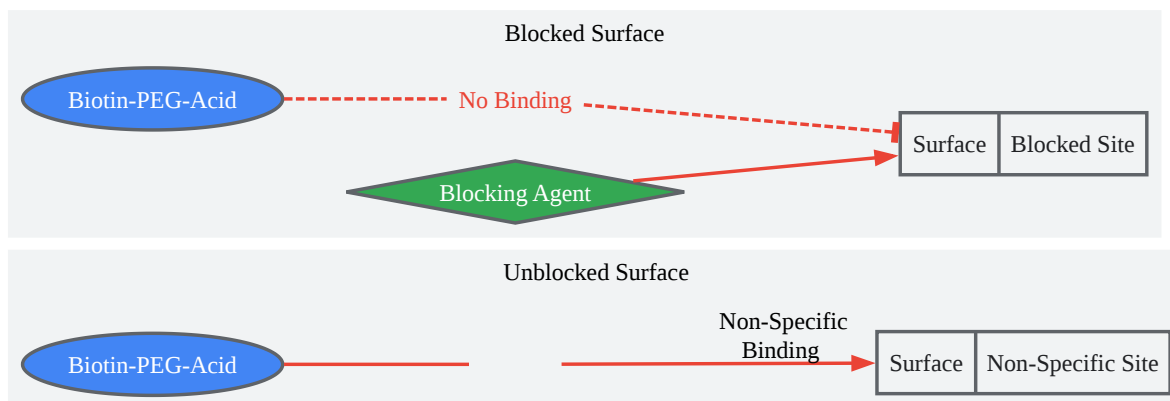 Blocked Surface
Biotin-PEG-Acid
No Binding
Surface
Blocked Site
Blocking Agent
Unblocked Surface
Non-Specific
Binding
Biotin-PEG-Acid
Surface
Non-Specific Site